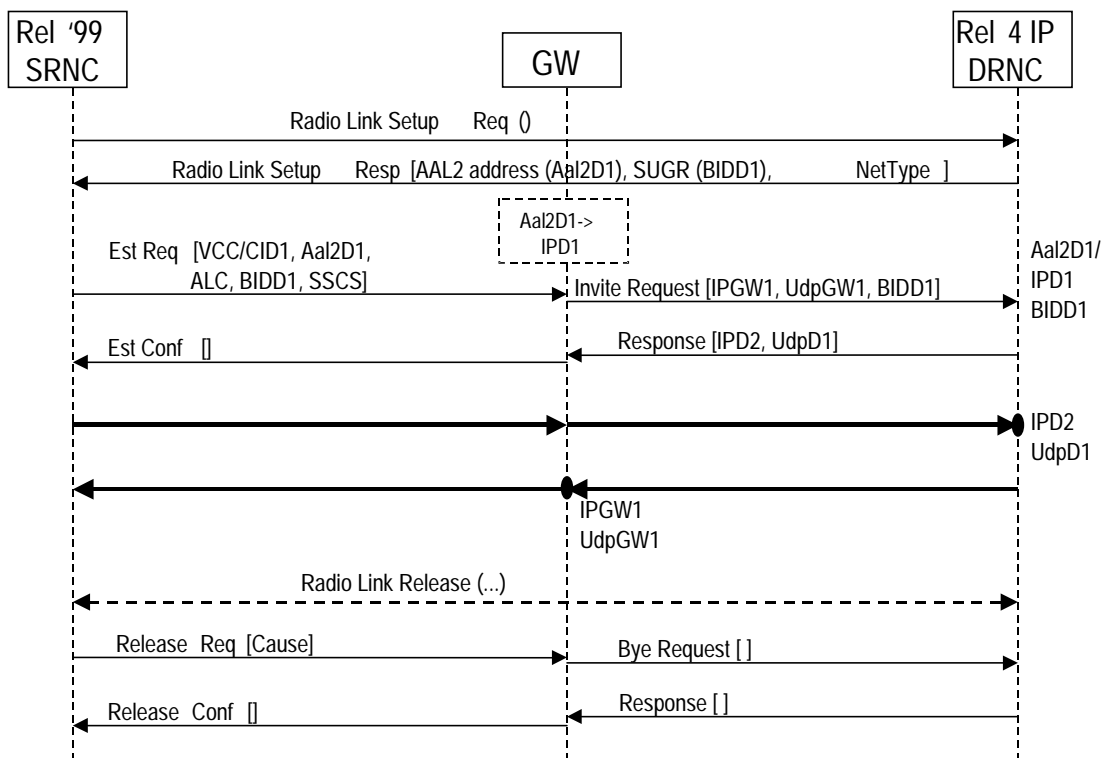 Rel '99
SRNC
GW
Rel 4 IP
DRNC
Radio Link Setup Req ()
Radio Link Setup Resp [AAL2 address (Aal2D1), SUGR (BIDD1), NetType ]
Aal2D1->
IPD1
Est Req [VCC/CID1, Aal2D1,
ALC, BIDD1, SSCS]
Invite Request [IPGW1, UdpGW1, BIDD1]
Aal2D1/
IPD1
BIDD1
Est Conf []
Response [IPD2, UdpD1]
IPD2
UdpD1
IPGW1
UdpGW1
Radio Link Release (...)
Release Req [Cause]
Bye Request [ ]
Release Conf []
Response [ ]